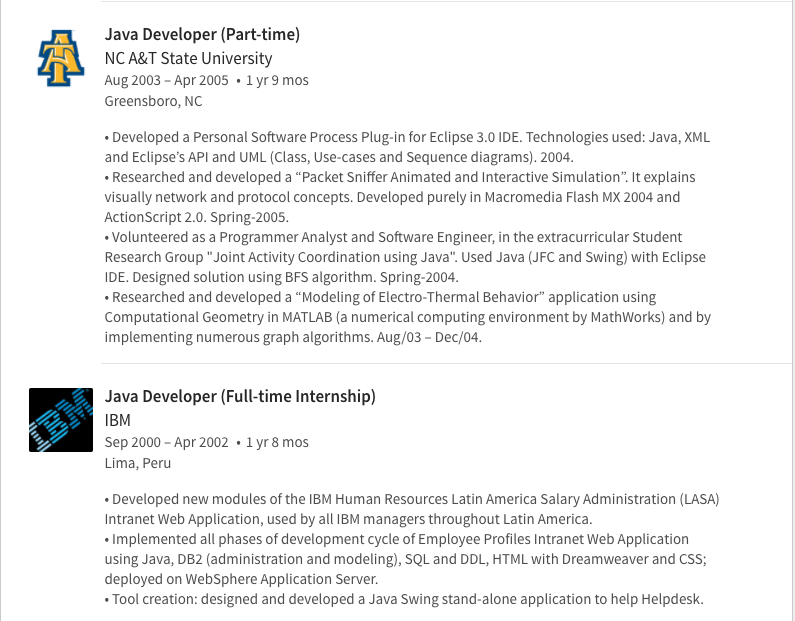 Java Developer (Part-time)
NC A&T State University
Aug 2003 – Apr 2005 • 1 yr 9 mos
Greensboro, NC
• Developed a Personal Software Process Plug-in for Eclipse 3.0 IDE. Technologies used: Java, XML
and Eclipse’s API and UML (Class, Use-cases and Sequence diagrams). 2004.
• Researched and developed a “Packet Sniffer Animated and Interactive Simulation”. It explains
visually network and protocol concepts. Developed purely in Macromedia Flash MX 2004 and
ActionScript 2.0. Spring-2005.
• Volunteered as a Programmer Analyst and Software Engineer, in the extracurricular Student
Research Group "Joint Activity Coordination using Java". Used Java (JFC and Swing) with Eclipse
IDE. Designed solution using BFS algorithm. Spring-2004.
• Researched and developed a “Modeling of Electro-Thermal Behavior” application using
Computational Geometry in MATLAB (a numerical computing environment by MathWorks) and by
implementing numerous graph algorithms. Aug/03 – Dec/04.
IBM
Java Developer (Full-time Internship)
IBM
Sep 2000 – Apr 2002 • 1 yr 8 mos
Lima, Peru
• Developed new modules of the IBM Human Resources Latin America Salary Administration (LASA)
Intranet Web Application, used by all IBM managers throughout Latin America.
• Implemented all phases of development cycle of Employee Profiles Intranet Web Application
using Java, DB2 (administration and modeling), SQL and DDL, HTML with Dreamweaver and CSS;
deployed on WebSphere Application Server.
• Tool creation: designed and developed a Java Swing stand-alone application to help Helpdesk.